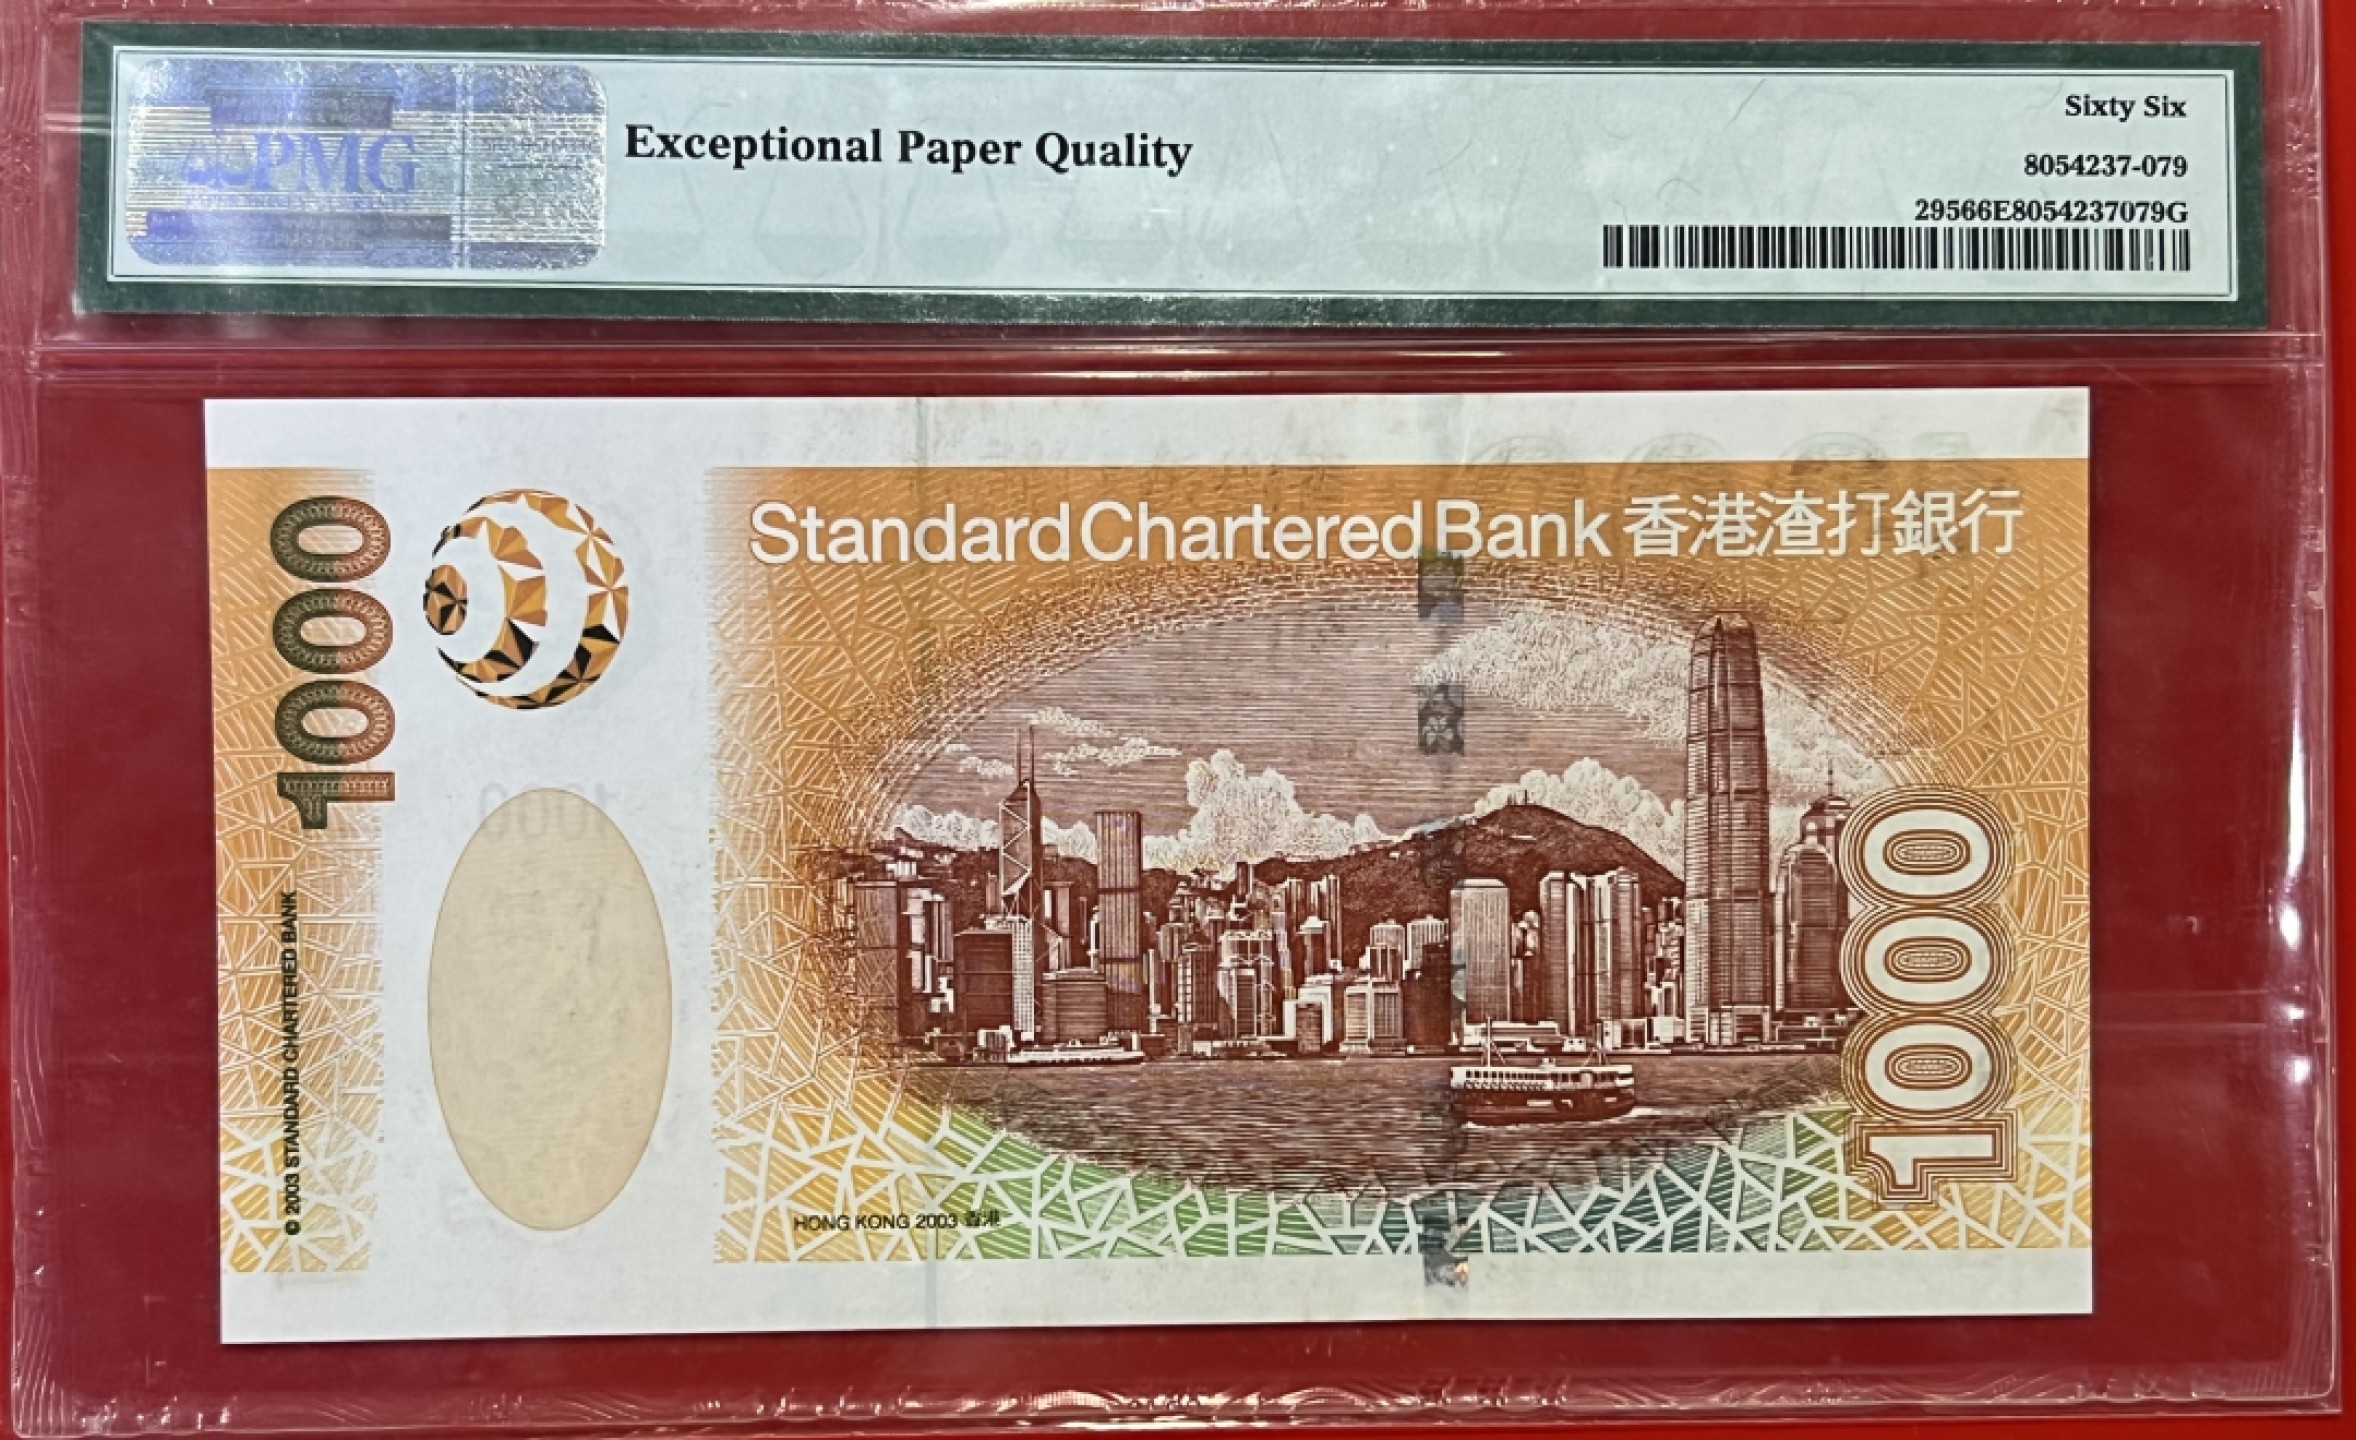 PMG
Exceptional Paper Quality
Sixty Six
8054237-079
29566E8054237079G
Standard Chartered Bank 香港渣打銀行
1000
© 2003 STANDARD CHARTERED BANK
1000
HONG KONG 2003 香港
1000